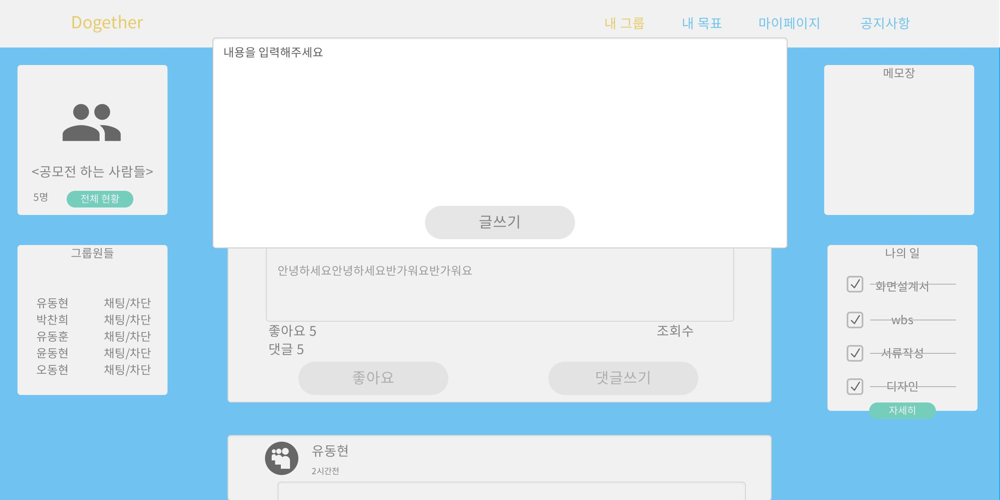 Dogether
내 그룹
내 목표
마이페이지
공지사항
내용을 입력해주세요
글쓰기
<공모전 하는 사람들>
5명
전체 현황
그룹원들
유동현 채팅/차단
박찬희 채팅/차단
유동훈 채팅/차단
윤동현 채팅/차단
오동현 채팅/차단
안녕하세요안녕하세요반가워요반가워요
좋아요 5
조회수
댓글 5
좋아요
댓글쓰기
유동현
2시간전
메모장
나의 일
화면설계서
wbs
서류작성
디자인
자세히